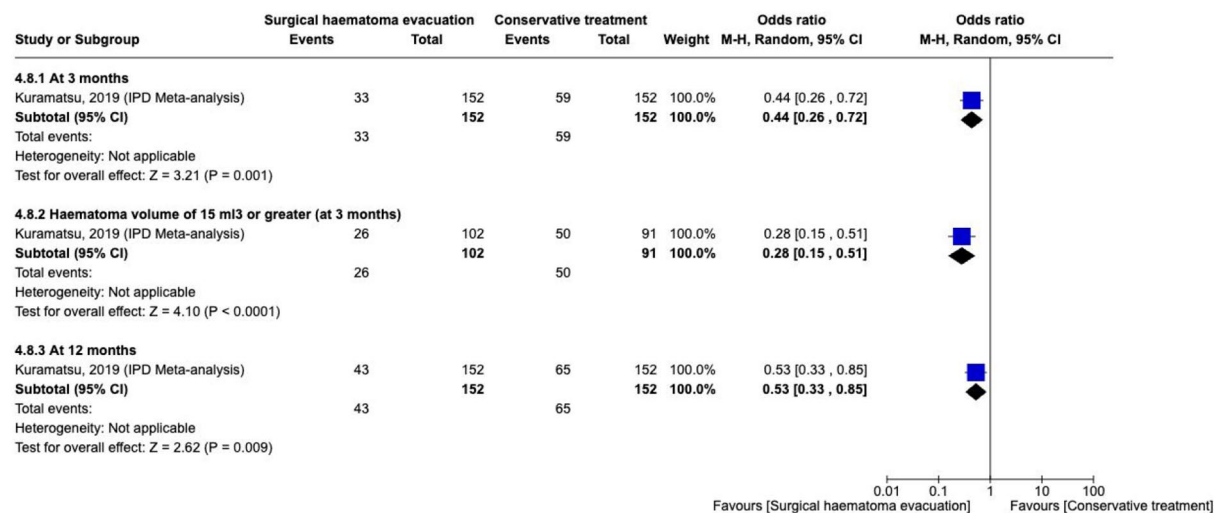 Surgical haematoma evacuation Conservative treatment Odds ratio Odds ratio
Study or Subgroup Events Total Events Total Weight M-H, Random, 95% CI M-H, Random, 95% CI
4.8.1 At 3 months
Kuramatsu, 2019 (IPD Meta-analysis) 33 152 59 152 100.0% 0.44 [0.26 , 0.72]
Subtotal (95% CI) 152 152 100.0% 0.44 [0.26 , 0.72]
Total events: 33 59
Heterogeneity: Not applicable
Test for overall effect: Z = 3.21 (P = 0.001)
4.8.2 Haematoma volume of 15 ml3 or greater (at 3 months)
Kuramatsu, 2019 (IPD Meta-analysis) 26 102 50 91 100.0% 0.28 [0.15 , 0.51]
Subtotal (95% CI) 102 91 100.0% 0.28 [0.15 , 0.51]
Total events: 26 50
Heterogeneity: Not applicable
Test for overall effect: Z = 4.10 (P < 0.0001)
4.8.3 At 12 months
Kuramatsu, 2019 (IPD Meta-analysis) 43 152 65 152 100.0% 0.53 [0.33 , 0.85]
Subtotal (95% CI) 152 152 100.0% 0.53 [0.33 , 0.85]
Total events: 43 65
Heterogeneity: Not applicable
Test for overall effect: Z = 2.62 (P = 0.009)
0.01 0.1 1 10 100
Favours [Surgical haematoma evacuation] Favours [Conservative treatment]